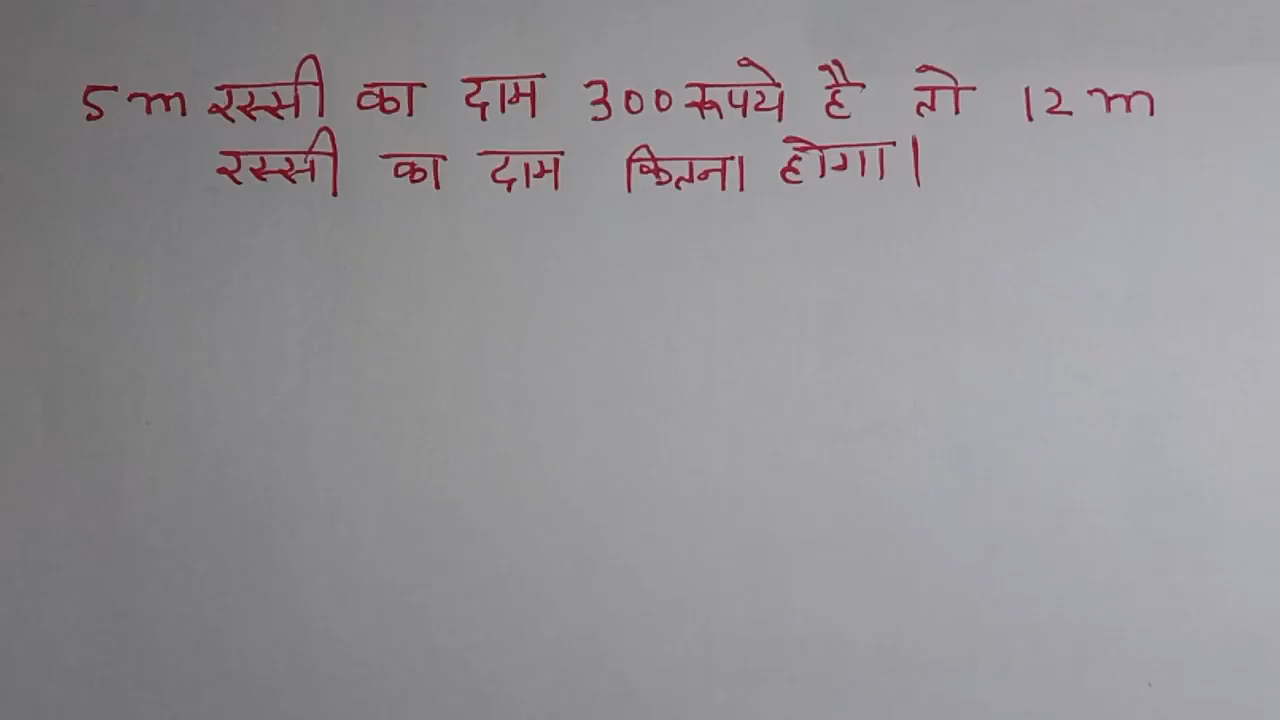 5 m रस्सी का दाम 300 रूपये है तो 12 m
रस्सी का दाम कितना होगा।